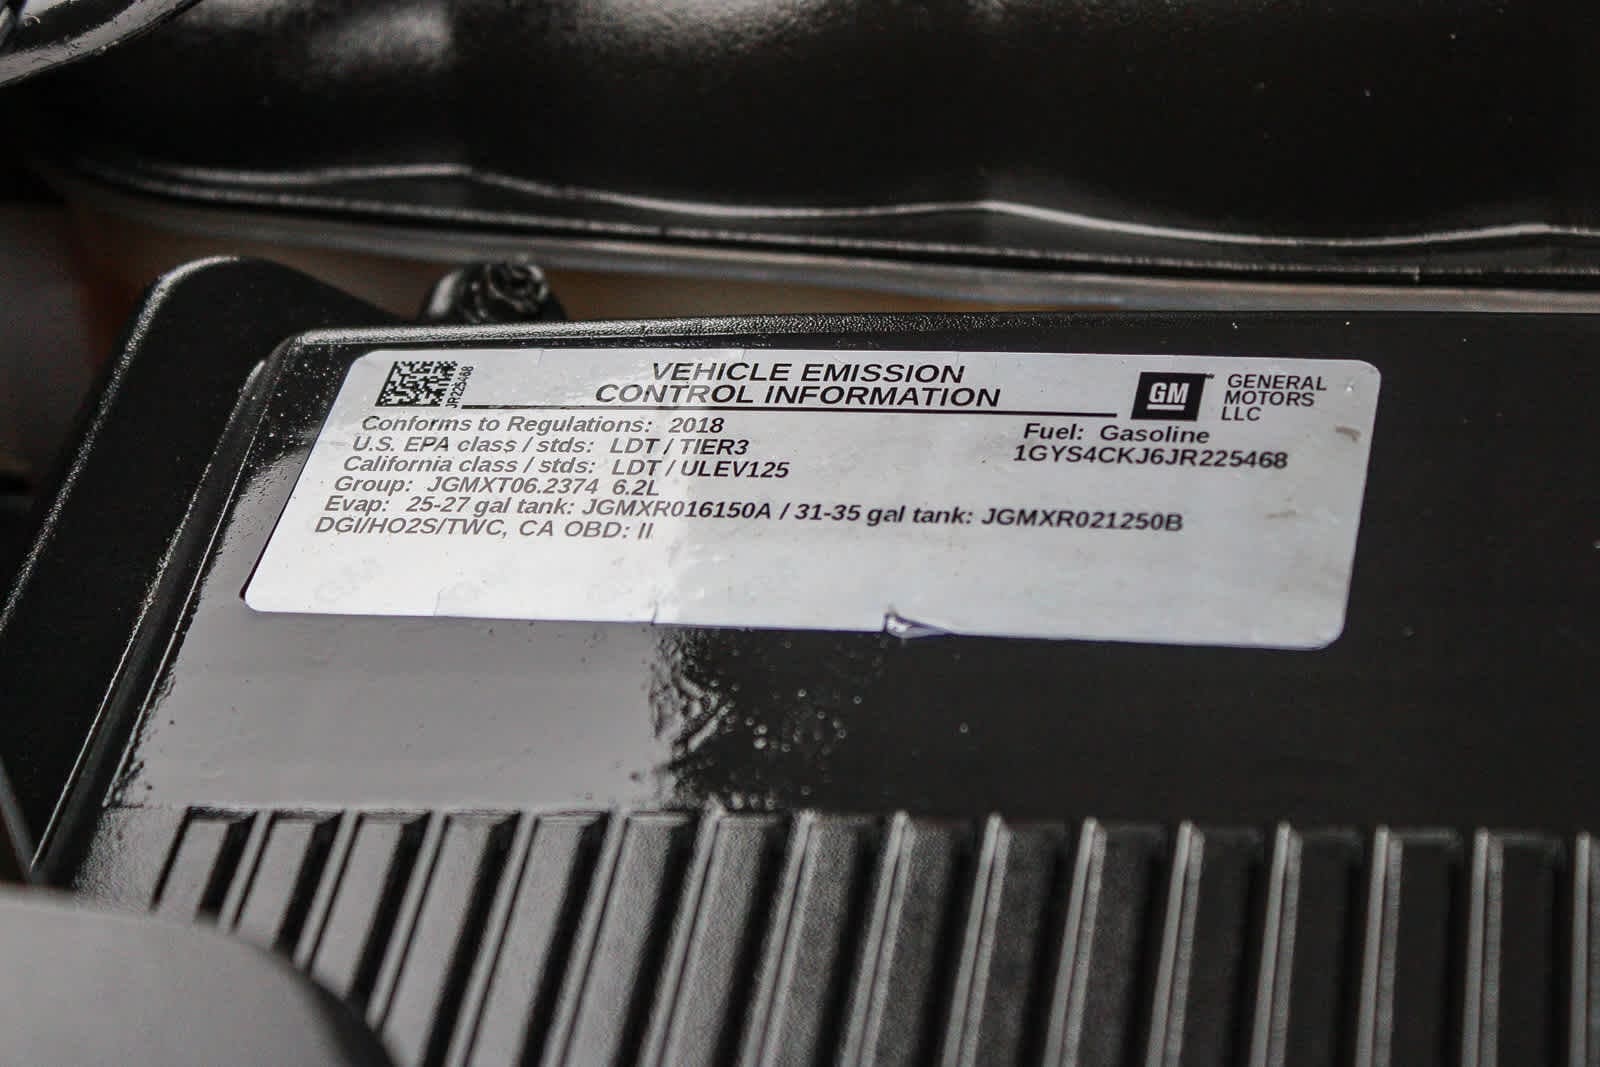 JR225468
VEHICLE EMISSION
CONTROL INFORMATION
GM
GENERAL
MOTORS
LLC
Conforms to Regulations: 2018
U.S. EPA class / stds: LDT / TIER3
California class / stds: LDT / ULEV125
Group: JGMXT06.2374 6.2L
Evap: 25-27 gal tank: JGMXR016150A / 31-35 gal tank: JGMXR021250B
DGI/HO2S/TWC, CA OBD: II
Fuel: Gasoline
1GYS4CKJ6JR225468